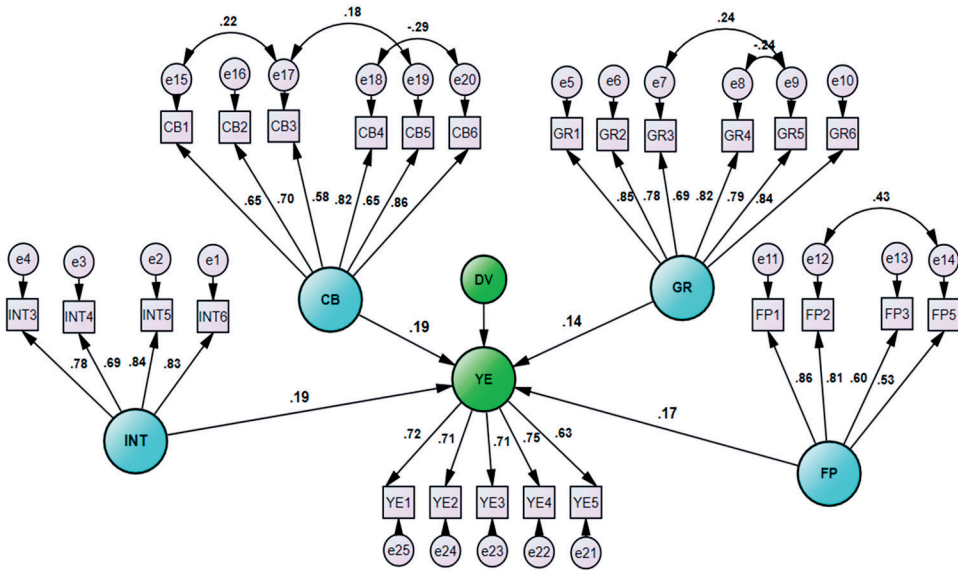 .22 .18 -.29
e15 e16 e17 e18 e19 e20
CB1 CB2 CB3 CB4 CB5 CB6
.65 .70 .58 .82 .65 .86
CB
.24
-.24
e5 e6 e7 e8 e9 e10
GR1 GR2 GR3 GR4 GR5 GR6
.85 .78 .69 .82 .79 .84
GR
e4 e3 e2 e1
INT3 INT4 INT5 INT6
.78 .69 .84 .83
INT
.43
e11 e12 e13 e14
FP1 FP2 FP3 FP5
.86 .81 .60 .53
FP
DV
.19 .14
.19 .17
YE
.72 .71 .71 .75 .63
YE1 YE2 YE3 YE4 YE5
e25 e24 e23 e22 e21